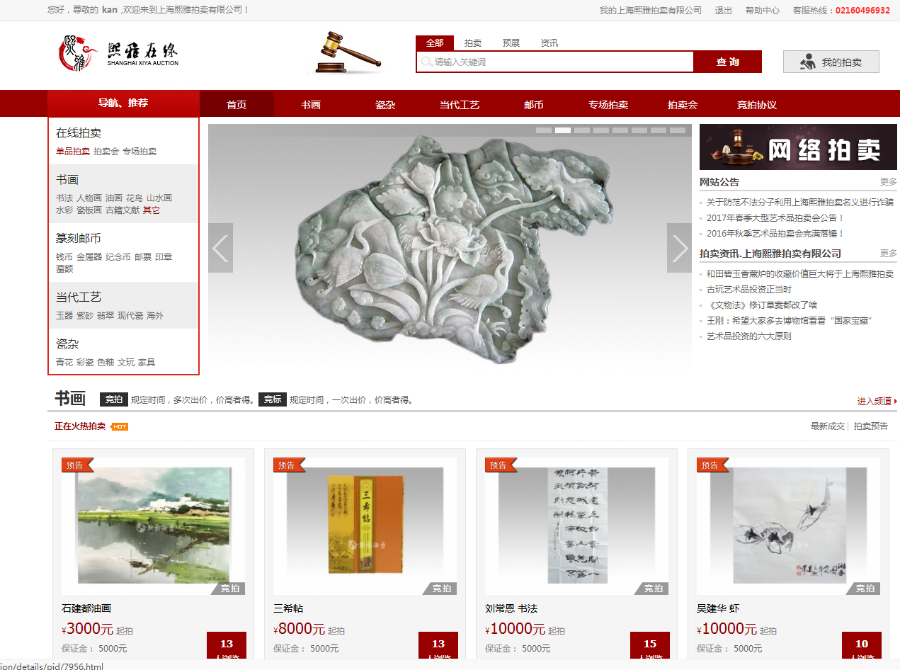 您好，尊敬的 kan ,欢迎来到上海熙雅拍卖有限公司！
我的上海熙雅拍卖有限公司 退出 帮助中心 客服热线：02160496932
熙雅在线
SHANGHAI XIYA AUCTION
全部 拍卖 预展 资讯
请输入关键词 查 询
我的拍卖
导航、推荐 首页 书画 瓷杂 当代工艺 邮币 专场拍卖 拍卖会 竞拍协议
在线拍卖
单品拍卖 拍卖会 专场拍卖
书画
书法 人物画 油画 花鸟 山水画
水彩 瓷板画 古籍文献 其它
篆刻邮币
钱币 金属器 纪念币 邮票 印章
玺额
当代工艺
玉器 紫砂 翡翠 现代瓷 海外
瓷杂
青花 彩瓷 色釉 文玩 家具
网络拍卖
网站公告 更多
关于防范不法分子利用上海熙雅拍卖名义进行诈骗
2017年春季大型艺术品拍卖会公告！
2016年秋季艺术品拍卖会完满落锤！
拍卖资讯-上海熙雅拍卖有限公司 更多
和田碧玉香薰炉的收藏价值巨大将于上海熙雅拍卖
古玩艺术品投资正当时
《文物法》修订草案都改了啥
王刚：希望大家多去博物馆看看“国家宝藏”
艺术品投资的六大原则
书画 竞拍 规定时间，多次出价，价高者得。 竞标 规定时间，一次出价，价高者得。
进入频道
正在火热拍卖 HOT
最新成交 | 拍卖预告
预告 预告 预告 预告
三希帖
竞拍 竞拍 竞拍 竞拍
石建都油画
¥3000元 起拍
保证金： 5000元
13
人浏览
三希帖
¥8000元 起拍
保证金： 5000元
13
人浏览
刘常恩 书法
¥10000元 起拍
保证金： 5000元
15
人浏览
吴建华 虾
¥10000元 起拍
保证金： 5000元
10
人浏览
ion/details/pid/7956.html